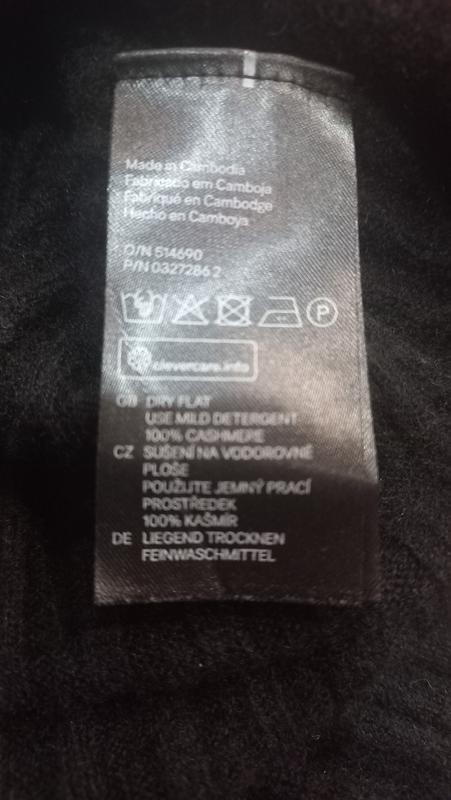 Made in Cambodia
Fabricado em Camboja
Fabriqué en Cambodge
Hecho en Camboya
O/N 514690
P/N 0327286 2
P
clevercare.info
GB DRY FLAT
USE MILD DETERGENT
100% CASHMERE
CZ SUŠENÍ NA VODOROVNÉ
PLOŠE
POUŽIJTE JEMNÝ PRACÍ
PROSTŘEDEK
100% KAŠMÍR
DE LIEGEND TROCKNEN
FEINWASCHMITTEL